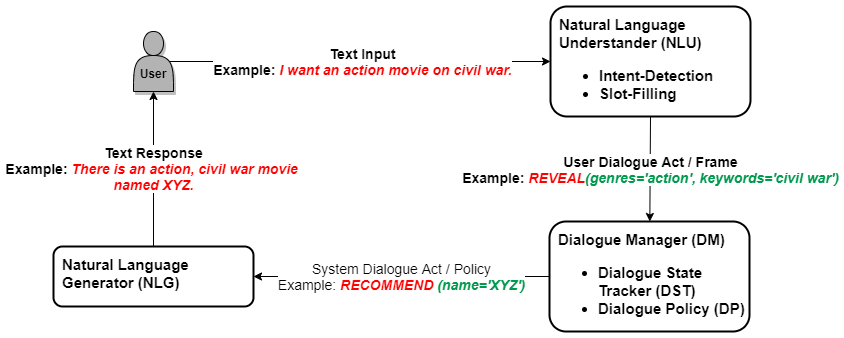 User
Text Input
Example: I want an action movie on civil war.
Natural Language
Understander (NLU)
• Intent-Detection
• Slot-Filling
User Dialogue Act / Frame
Example: REVEAL(genres='action', keywords='civil war')
Dialogue Manager (DM)
• Dialogue State
Tracker (DST)
• Dialogue Policy (DP)
System Dialogue Act / Policy
Example: RECOMMEND (name='XYZ')
Natural Language
Generator (NLG)
Text Response
Example: There is an action, civil war movie
named XYZ.